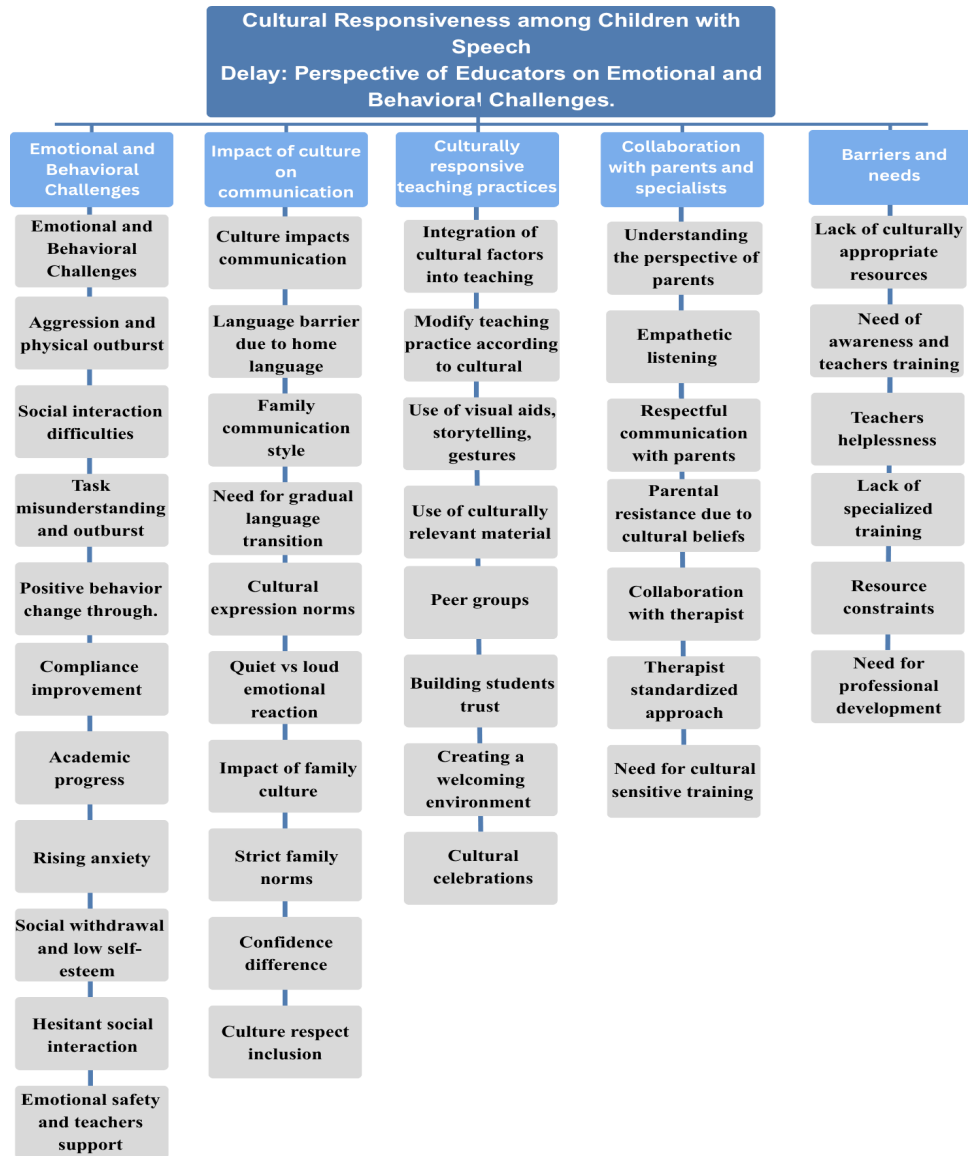 Cultural Responsiveness among Children with
Speech
Delay: Perspective of Educators on Emotional and
Behavioral Challenges.
Emotional and
Behavioral
Challenges
Emotional and
Behavioral
Challenges
Aggression and
physical outburst
Social interaction
difficulties
Task
misunderstanding
and outburst
Positive behavior
change through.
Compliance
improvement
Academic
progress
Rising anxiety
Social withdrawal
and low self-
esteem
Hesitant social
interaction
Emotional safety
and teachers
support
Impact of culture
on
communication
Culture impacts
communication
Language barrier
due to home
language
Family
communication
style
Need for gradual
language
transition
Cultural
expression norms
Quiet vs loud
emotional
reaction
Impact of family
culture
Strict family
norms
Confidence
difference
Culture respect
inclusion
Culturally
responsive
teaching practices
Integration of
cultural factors
into teaching
Modify teaching
practice according
to cultural
Use of visual aids,
storytelling,
gestures
Use of culturally
relevant material
Peer groups
Building students
trust
Creating a
welcoming
environment
Cultural
celebrations
Collaboration
with parents and
specialists
Understanding
the perspective of
parents
Empathetic
listening
Respectful
communication
with parents
Parental
resistance due to
cultural beliefs
Collaboration
with therapist
Therapist
standardized
approach
Need for cultural
sensitive training
Barriers and
needs
Lack of culturally
appropriate
resources
Need of
awareness and
teachers training
Teachers
helplessness
Lack of
specialized
training
Resource
constraints
Need for
professional
development